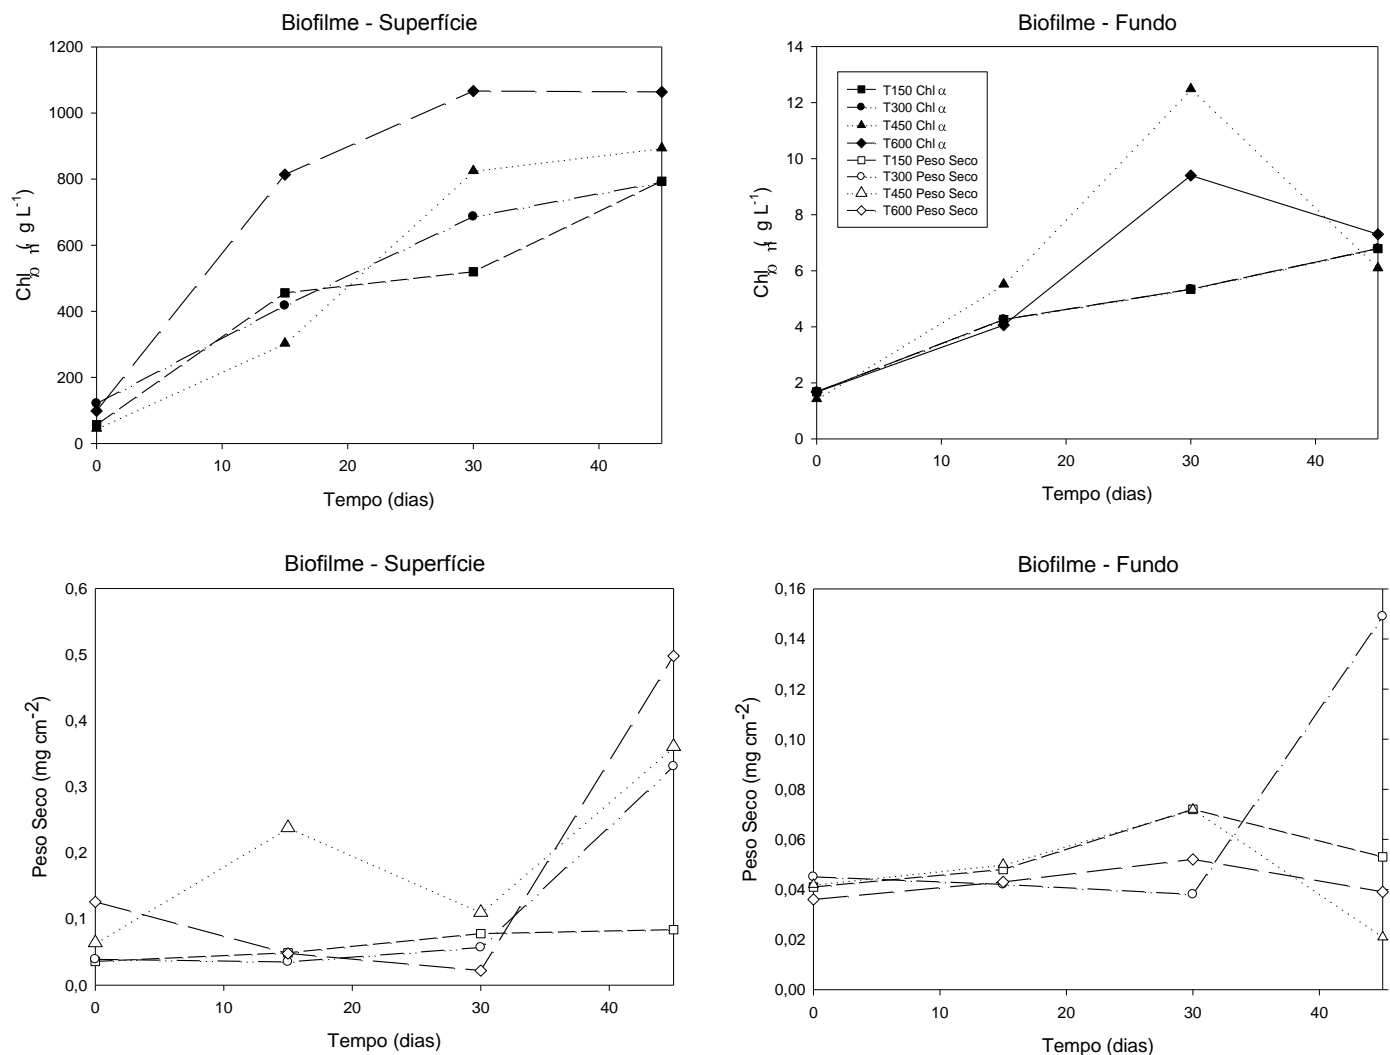 Biofilme - Superfície
1200
1000
800
600
400
200
0
0 10 20 30 40
Tempo (dias)
Biofilme - Fundo
14
12
10
8
6
4
2
0
0 10 20 30 40
Tempo (dias)
T150 Chl α
T300 Chl α
T450 Chl α
T600 Chl α
T150 Peso Seco
T300 Peso Seco
T450 Peso Seco
T600 Peso Seco
Chl g L-1)
Chl g L-1)
Biofilme - Superfície
Peso Seco (mg cm-2)
0,6
0,5
0,4
0,3
0,2
0,1
0,0
0 10 20 30 40
Tempo (dias)
Biofilme - Fundo
Peso Seco (mg cm-2)
0,16
0,14
0,12
0,10
0,08
0,06
0,04
0,02
0,00
0 10 20 30 40
Tempo (dias)